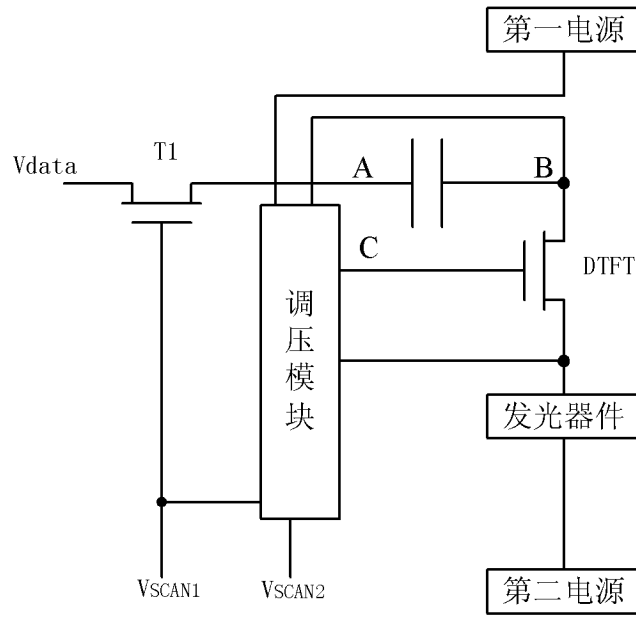 第一电源
T1
Vdata
A
B
C
DTFT
调压模块
发光器件
VSCAN1
VSCAN2
第二电源